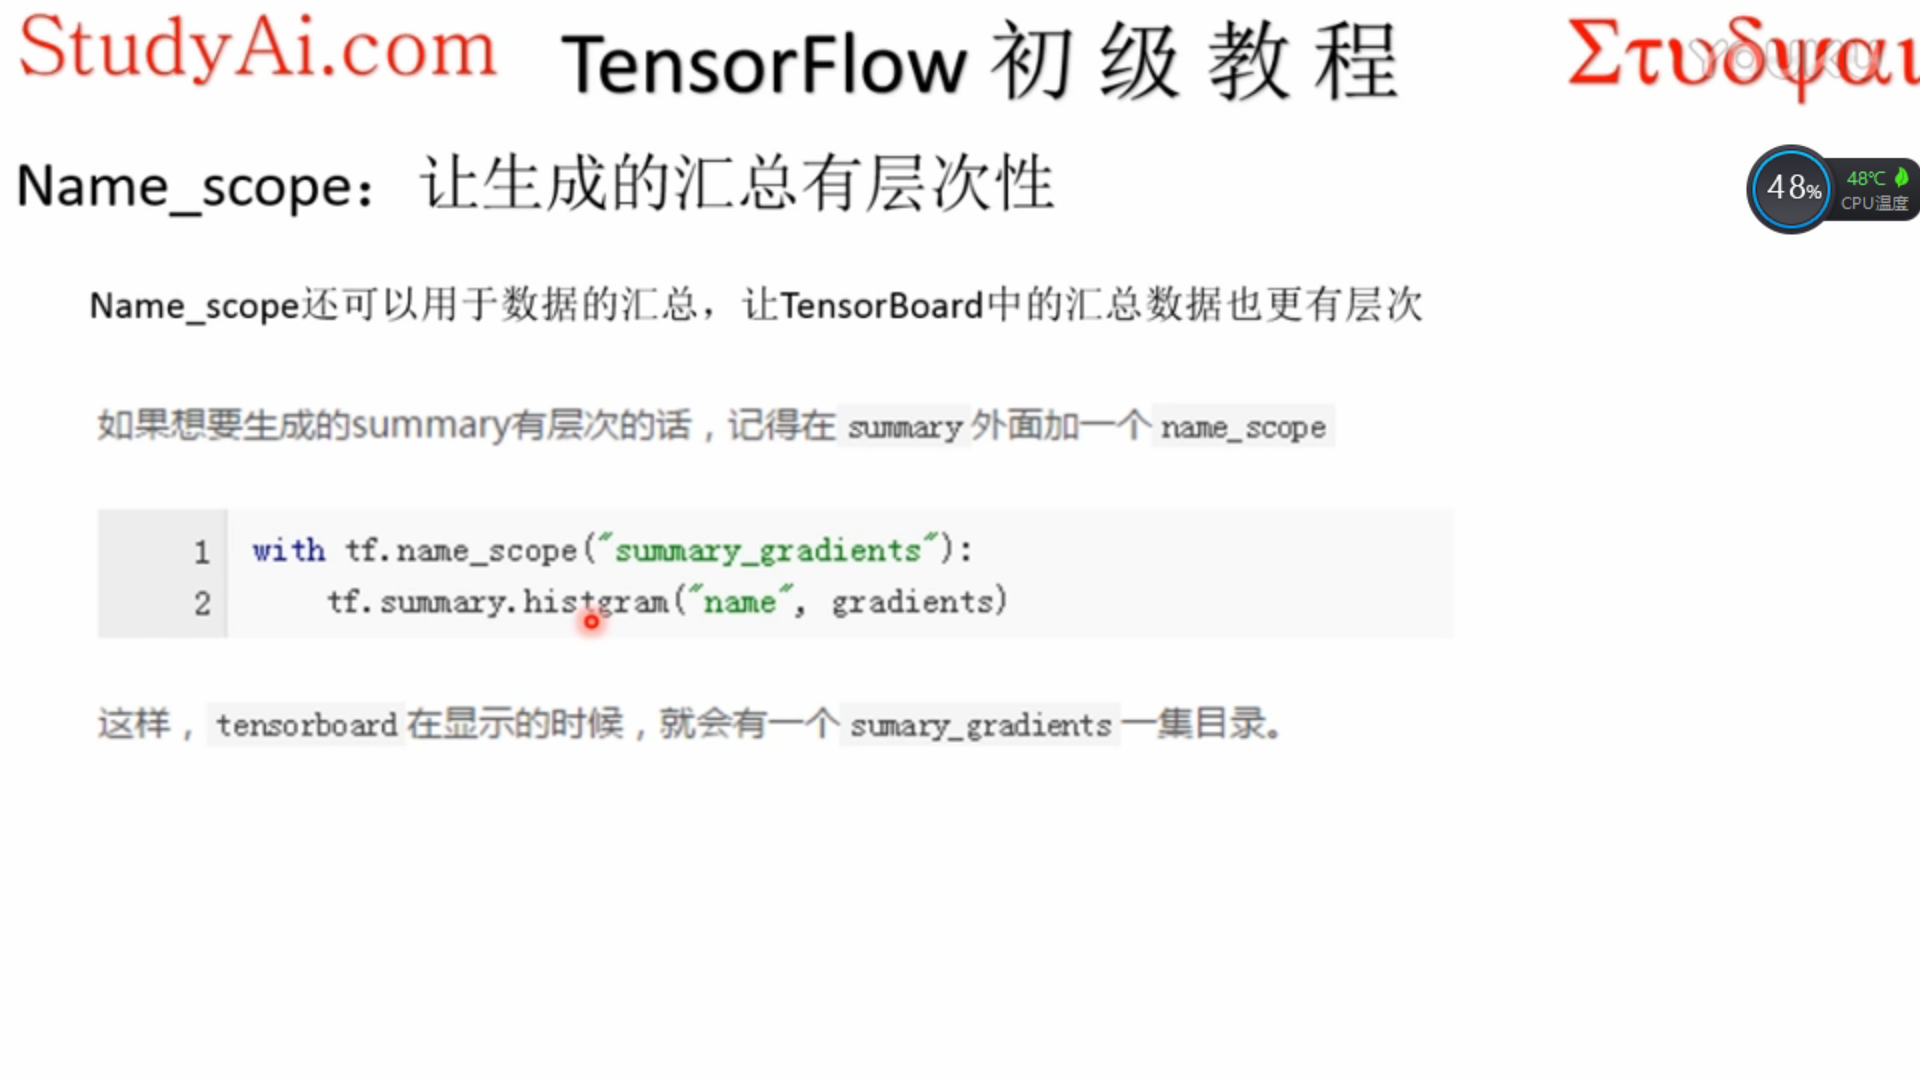 StudyAi.com TensorFlow 初级教程 Στυδψαι
YOUKU
Name_scope： 让生成的汇总有层次性
48% 48℃
CPU温度
Name_scope还可以用于数据的汇总，让TensorBoard中的汇总数据也更有层次
如果想要生成的summary有层次的话，记得在 summary 外面加一个 name_scope
1 with tf.name_scope("summary_gradients"):
2 tf.summary.histgram("name", gradients)
这样， tensorboard 在显示的时候，就会有一个 sumary_gradients 一集目录。